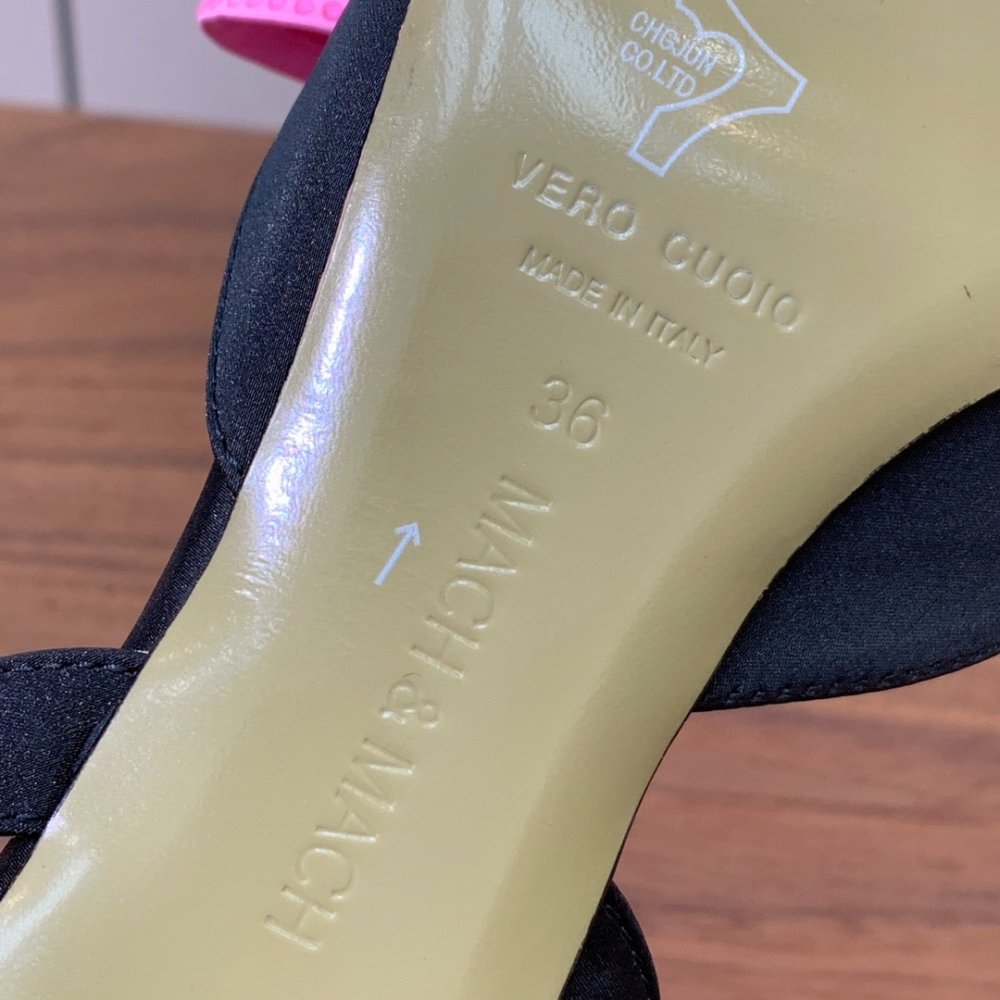 CHGJUN
CO.LTD
VERO CUOIO
MADE IN ITALY
36
MACH & MACH